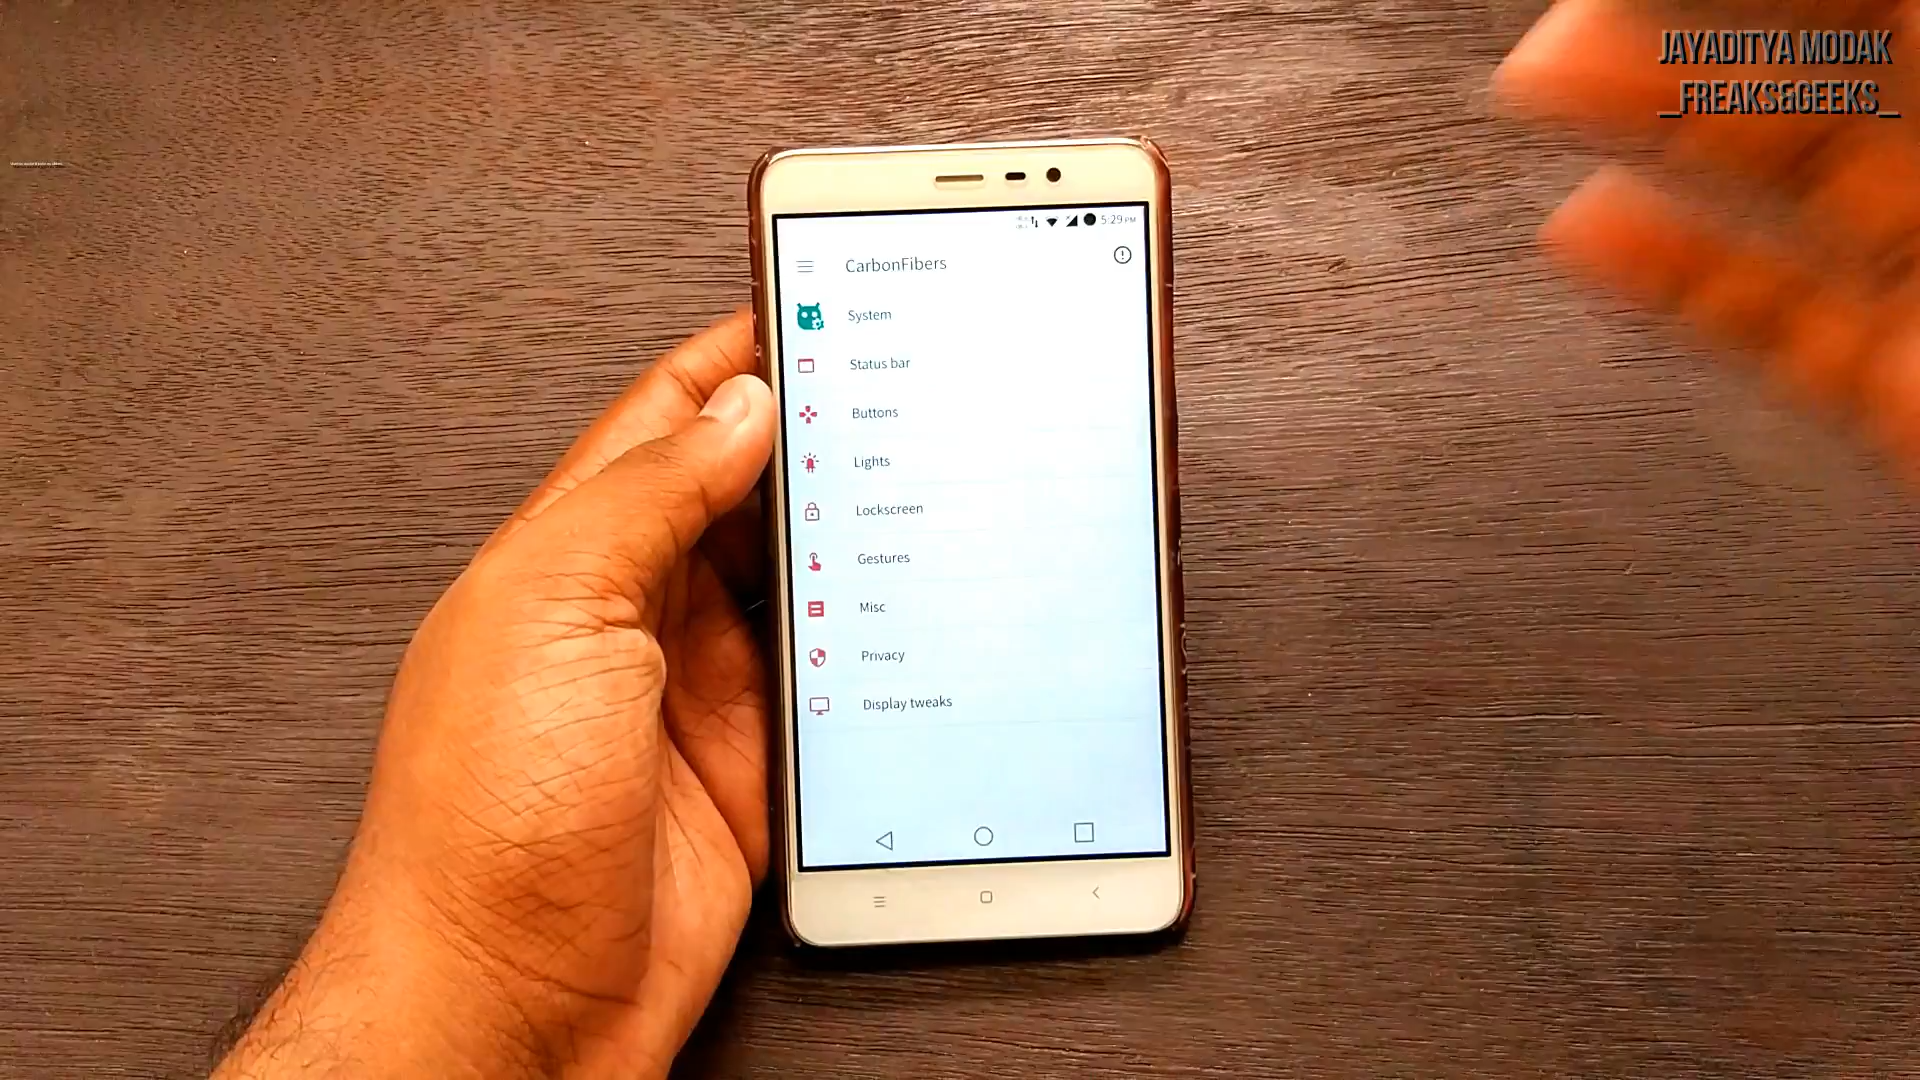 JAYADITYA MODAK
_FREAKS&GEEKS_
5:29 PM
CarbonFibers
System
Status bar
Buttons
Lights
Lockscreen
Gestures
Misc
Privacy
Display tweaks